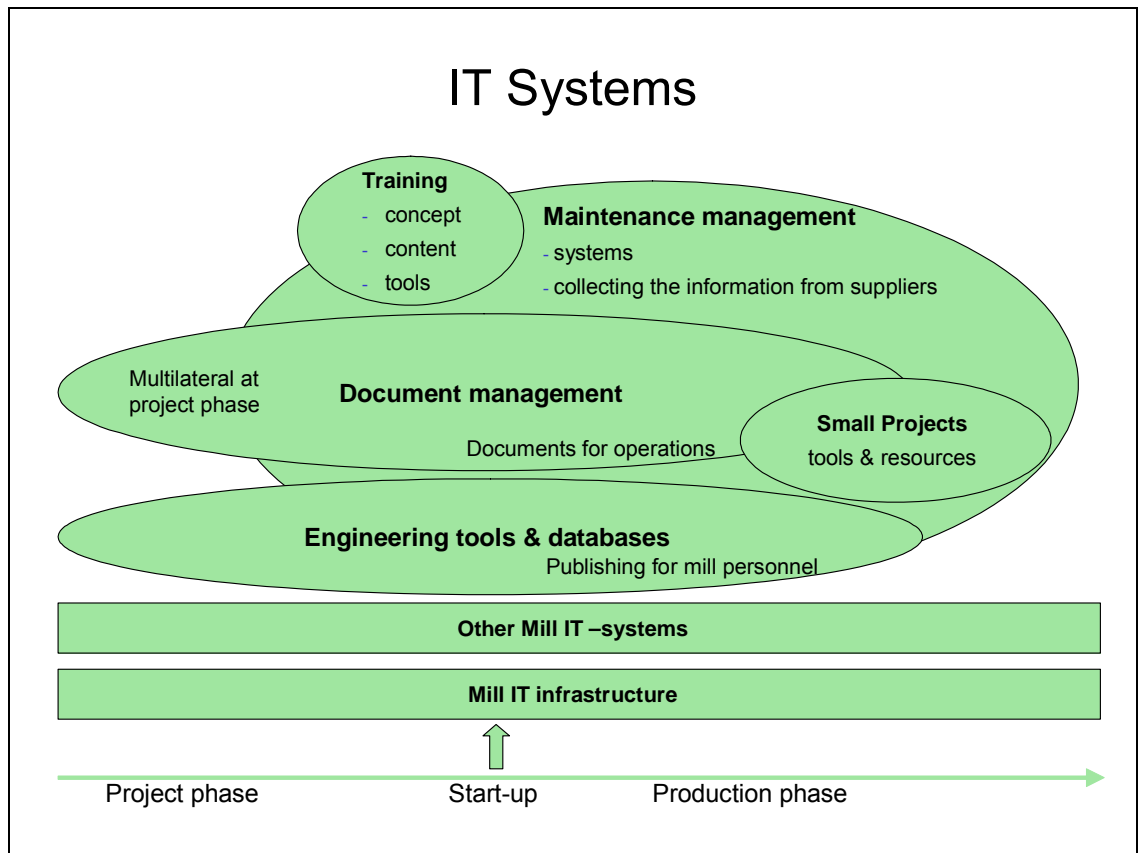 IT Systems
Training
- concept
- content
- tools
Maintenance management
- systems
- collecting the information from suppliers
Multilateral at
project phase
Document management
Documents for operations
Small Projects
tools & resources
Engineering tools & databases
Publishing for mill personnel
Other Mill IT –systems
Mill IT infrastructure
Project phase
Start-up
Production phase